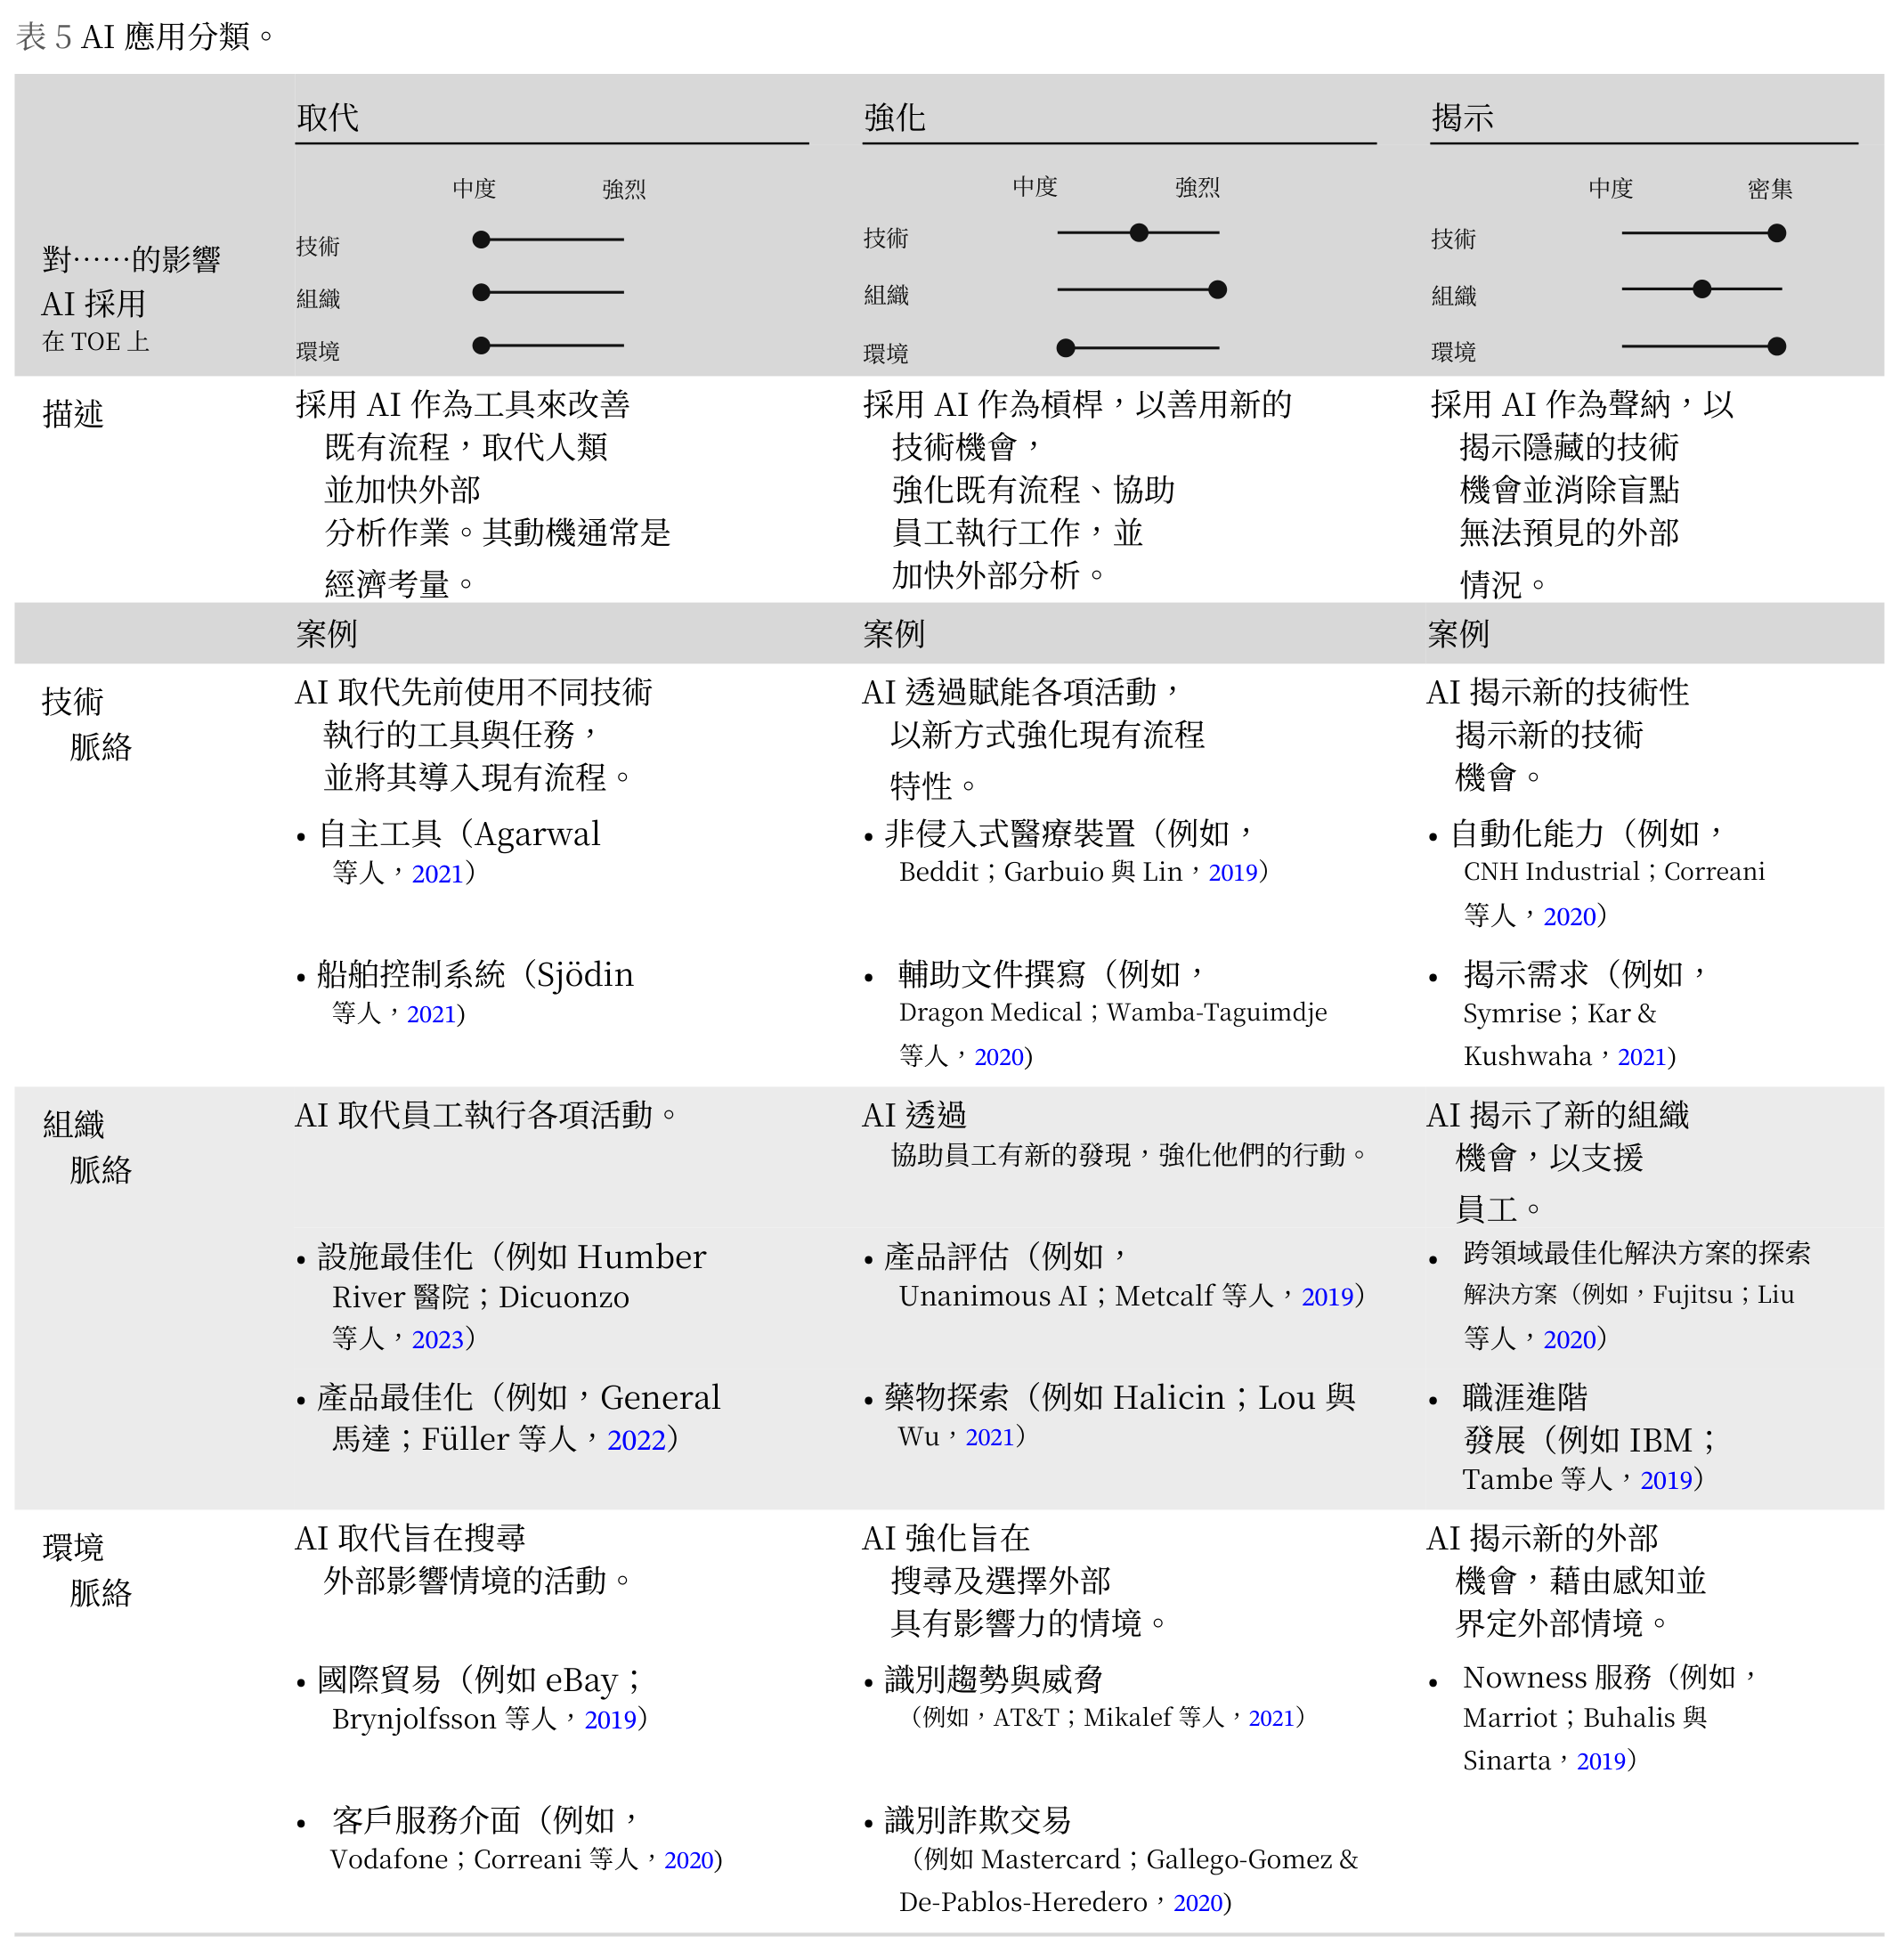 表 5 AI 應用分類。
取代
強化
揭示
中度 強烈
中度 強烈
中度 密集
對……的影響
AI 採用
在 TOE 上
技術
組織
環境
技術
組織
環境
技術
組織
環境
描述
採用 AI 作為工具來改善
既有流程，取代人類
並加快外部
分析作業。其動機通常是
經濟考量。
採用 AI 作為槓桿，以善用新的
技術機會，
強化既有流程、協助
員工執行工作，並
加快外部分析。
採用 AI 作為聲納，以
揭示隱藏的技術
機會並消除盲點
無法預見的外部
情況。
案例
案例
案例
技術
脈絡
AI 取代先前使用不同技術
執行的工具與任務，
並將其導入現有流程。
• 自主工具（Agarwal
等人，2021）
• 船舶控制系統（Sjödin
等人，2021)
AI 透過賦能各項活動，
以新方式強化現有流程
特性。
• 非侵入式醫療裝置（例如，
Beddit；Garbuio 與 Lin，2019）
• 輔助文件撰寫（例如，
Dragon Medical；Wamba-Taguimdje
等人，2020)
AI 揭示新的技術性
揭示新的技術
機會。
• 自動化能力（例如，
CNH Industrial；Correani
等人，2020）
• 揭示需求（例如，
Symrise；Kar &
Kushwaha，2021)
組織
脈絡
AI 取代員工執行各項活動。
• 設施最佳化（例如 Humber
River 醫院；Dicuonzo
等人，2023）
• 產品最佳化（例如，General
馬達；Füller 等人，2022）
AI 透過
協助員工有新的發現，強化他們的行動。
• 產品評估（例如，
Unanimous AI；Metcalf 等人，2019）
• 藥物探索（例如 Halicin；Lou 與
Wu，2021）
AI 揭示了新的組織
機會，以支援
員工。
• 跨領域最佳化解決方案的探索
解決方案（例如，Fujitsu；Liu
等人，2020）
• 職涯進階
發展（例如 IBM；
Tambe 等人，2019）
環境
脈絡
AI 取代旨在搜尋
外部影響情境的活動。
• 國際貿易（例如 eBay；
Brynjolfsson 等人，2019）
• 客戶服務介面（例如，
Vodafone；Correani 等人，2020)
AI 強化旨在
搜尋及選擇外部
具有影響力的情境。
• 識別趨勢與威脅
（例如，AT&T；Mikalef 等人，2021）
• 識別詐欺交易
（例如 Mastercard；Gallego-Gomez &
De-Pablos-Heredero，2020)
AI 揭示新的外部
機會，藉由感知並
界定外部情境。
• Nowness 服務（例如，
Marriot；Buhalis 與
Sinarta，2019）